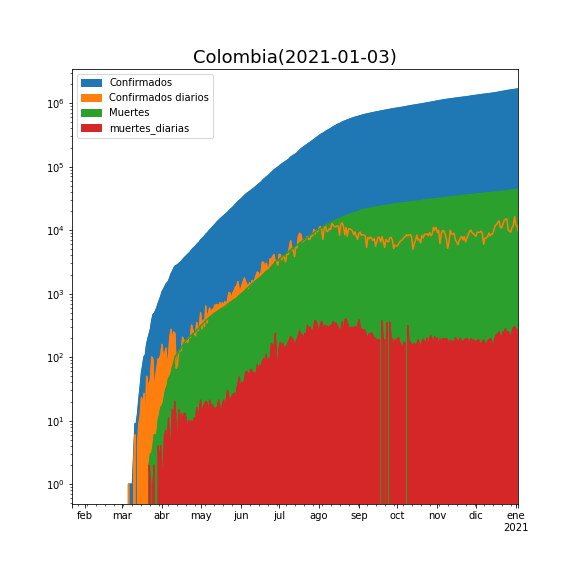 Colombia(2021-01-03)
Confirmados
Confirmados diarios
Muertes
muertes_diarias
10^6
10^5
10^4
10^3
10^2
10^1
10^0
feb mar abr may jun jul ago sep oct nov dic ene
2021